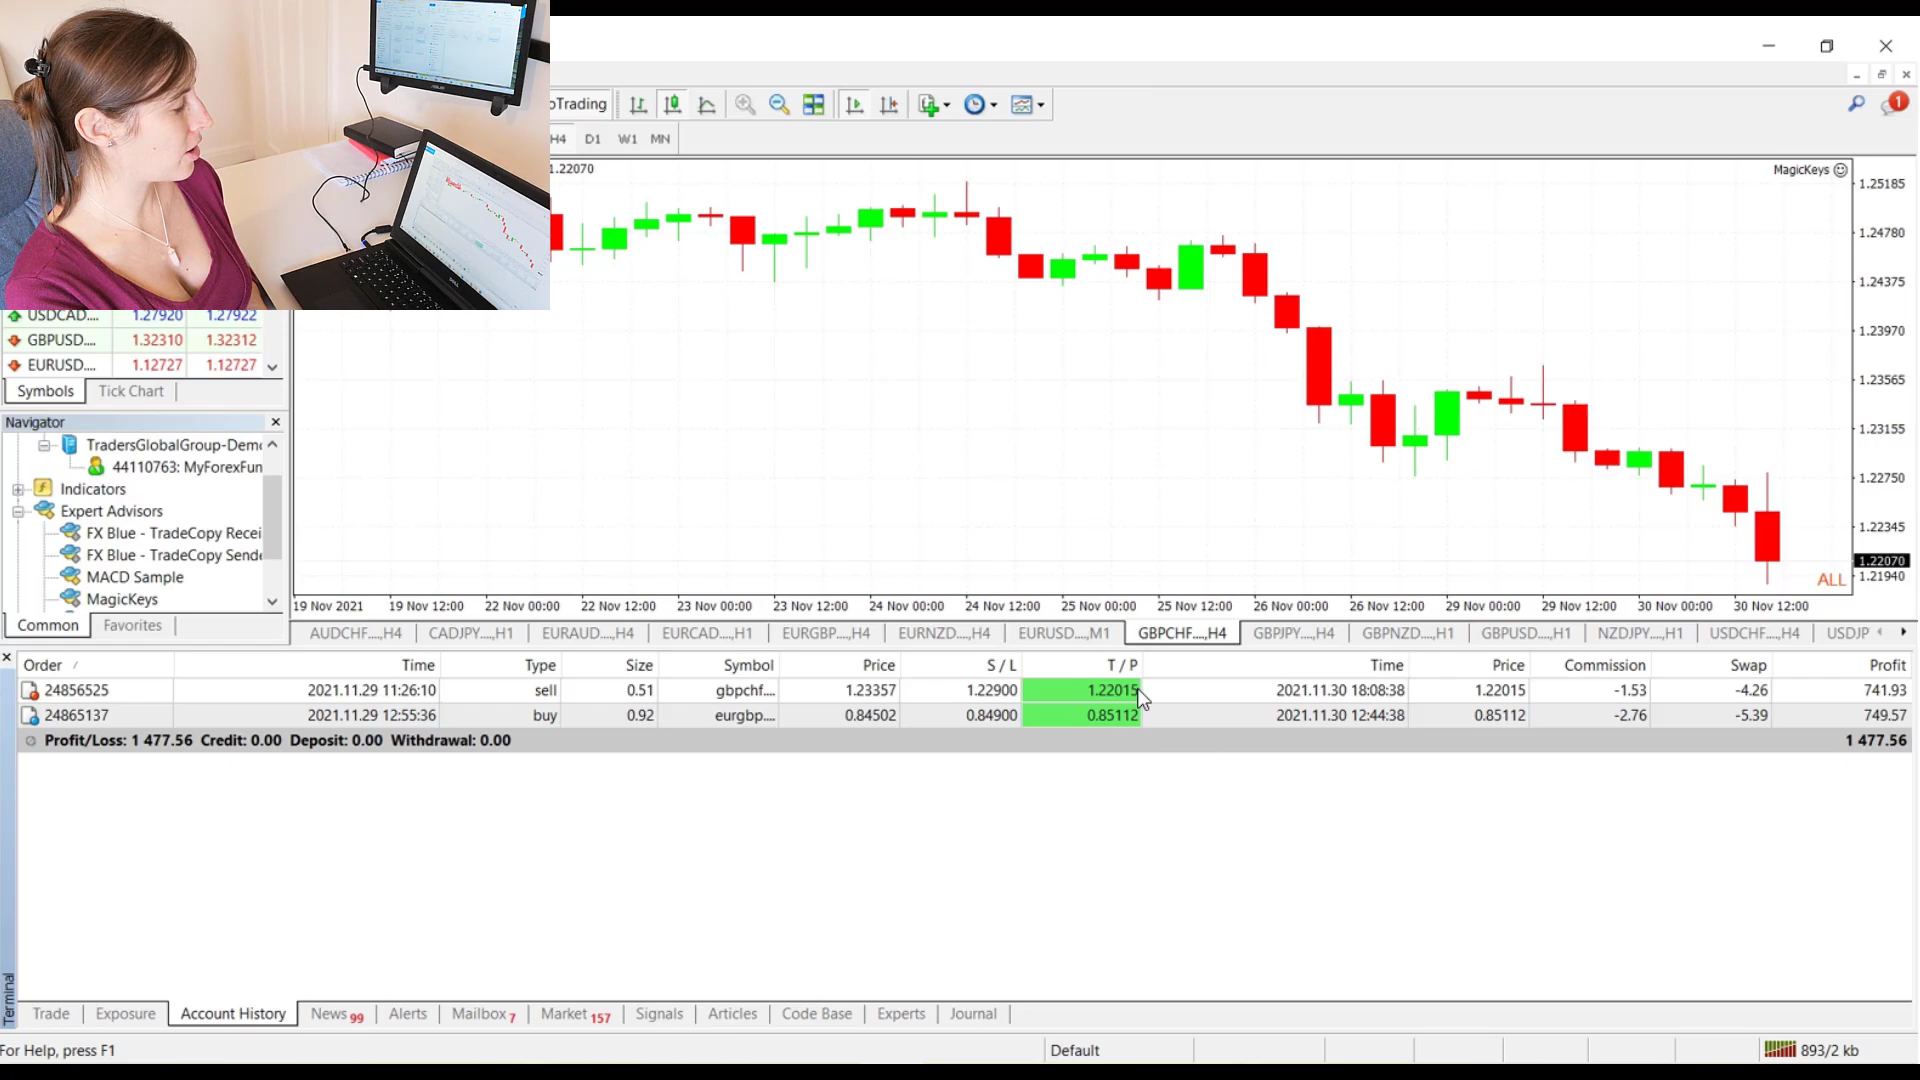 oTrading
1
H4 D1 W1 MN
1.22070
MagicKeys
1.25185
1.24780
1.24375
1.23970
1.23565
1.23155
1.22750
1.22345
1.22070
1.21940
ALL
USDCAD.... 1.27920 1.27922
GBPUSD.... 1.32310 1.32312
EURUSD.... 1.12727 1.12727
Symbols Tick Chart
Navigator
TradersGlobalGroup-Demo
44110763: MyForexFun
Indicators
Expert Advisors
FX Blue - TradeCopy Recei
FX Blue - TradeCopy Sende
MACD Sample
MagicKeys
Common Favorites
19 Nov 2021 19 Nov 12:00 22 Nov 00:00 22 Nov 12:00 23 Nov 00:00 23 Nov 12:00 24 Nov 00:00 24 Nov 12:00 25 Nov 00:00 25 Nov 12:00 26 Nov 00:00 26 Nov 12:00 29 Nov 00:00 29 Nov 12:00 30 Nov 00:00 30 Nov 12:00
AUDCHF....,H4 CADJPY....,H1 EURAUD....,H4 EURCAD....,H1 EURGBP....,H4 EURNZD....,H4 EURUSD....,M1 GBPCHF....,H4 GBPJPY....,H4 GBPNZD....,H1 GBPUSD....,H1 NZDJPY....,H1 USDCHF....,H4 USDJP
Order / Time Type Size Symbol Price S / L T / P Time Price Commission Swap Profit
24856525 2021.11.29 11:26:10 sell 0.51 gbpchf.... 1.23357 1.22900 1.22015 2021.11.30 18:08:38 1.22015 -1.53 -4.26 741.93
24865137 2021.11.29 12:55:36 buy 0.92 eurgbp.... 0.84502 0.84900 0.85112 2021.11.30 12:44:38 0.85112 -2.76 -5.39 749.57
Profit/Loss: 1 477.56 Credit: 0.00 Deposit: 0.00 Withdrawal: 0.00 1 477.56
Terminal
Trade Exposure Account History News 99 Alerts Mailbox 7 Market 157 Signals Articles Code Base Experts Journal
For Help, press F1 Default 893/2 kb